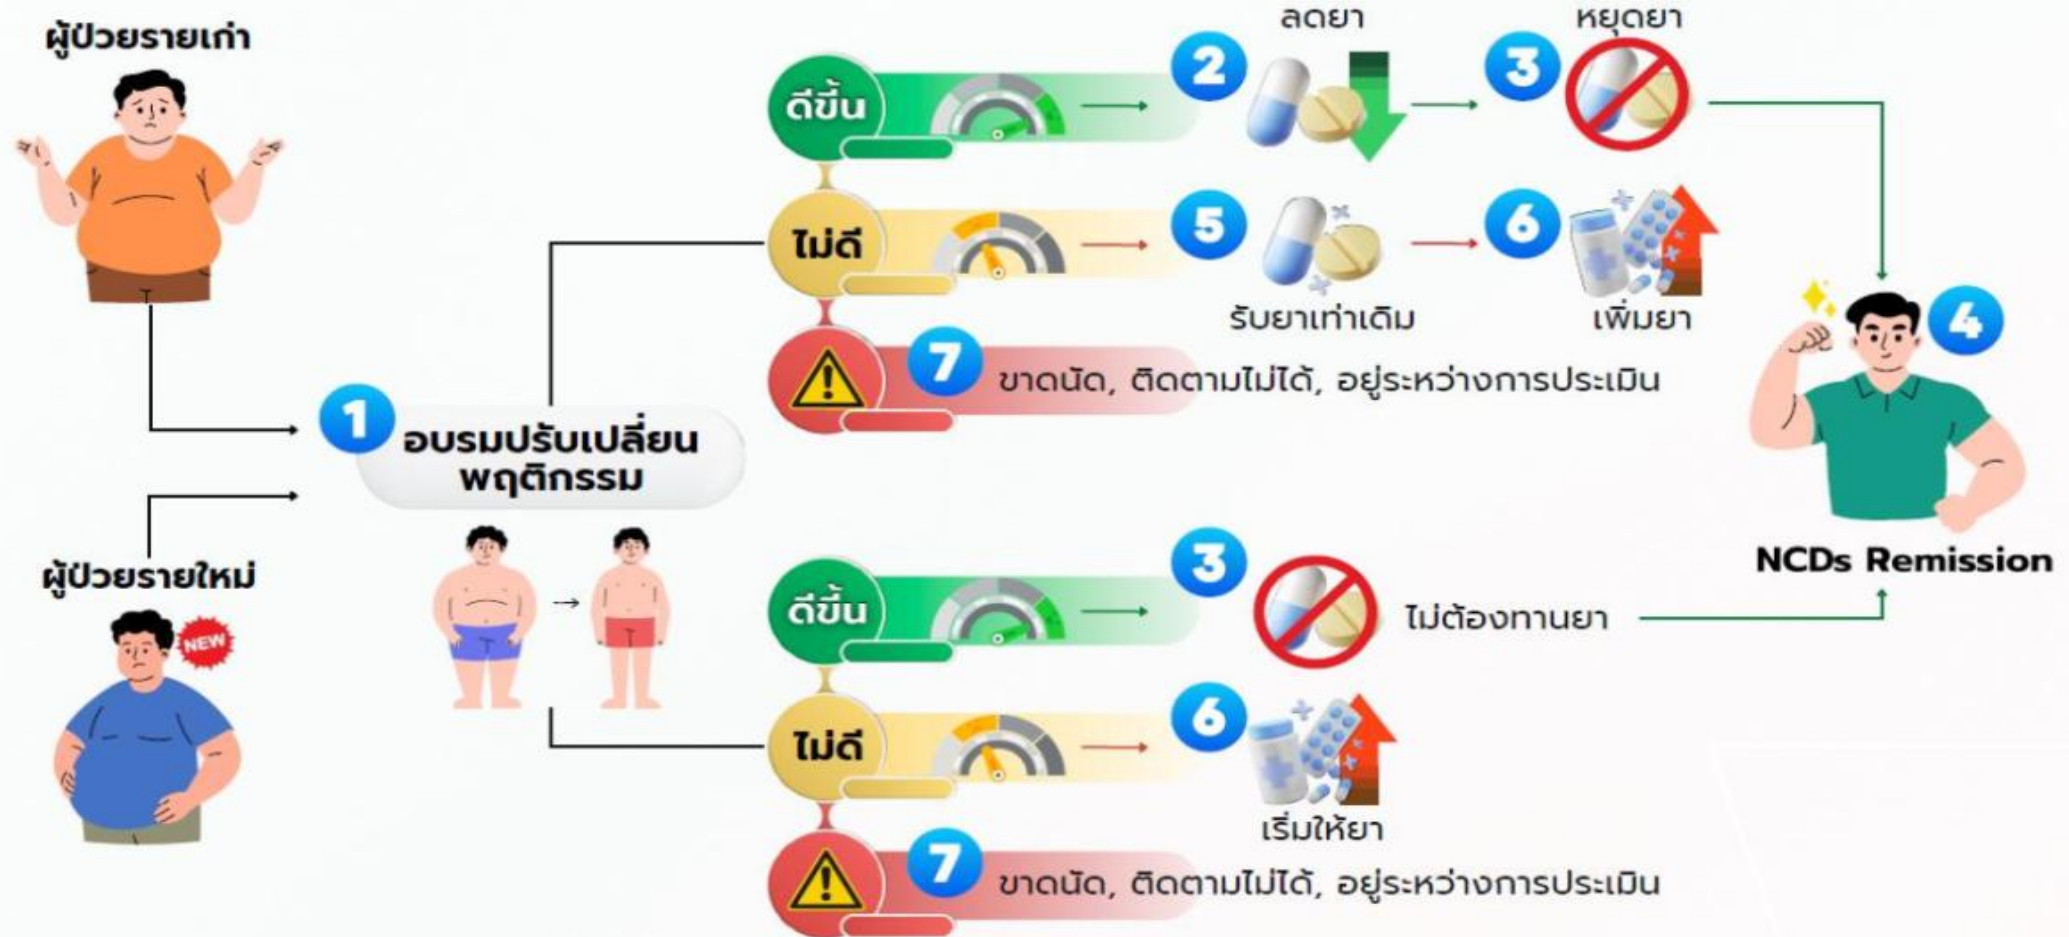 ผู้ป่วยรายเก่า
1
อบรมปรับเปลี่ยน
พฤติกรรม
ผู้ป่วยรายใหม่
NEW
ดีขึ้น
2
ลดยา
3
หยุดยา
ไม่ดี
5
รับยาเท่าเดิม
6
เพิ่มยา
7
ขาดนัด, ติดตามไม่ได้, อยู่ระหว่างการประเมิน
4
NCDs Remission
ดีขึ้น
3
ไม่ต้องทานยา
ไม่ดี
6
เริ่มให้ยา
7
ขาดนัด, ติดตามไม่ได้, อยู่ระหว่างการประเมิน